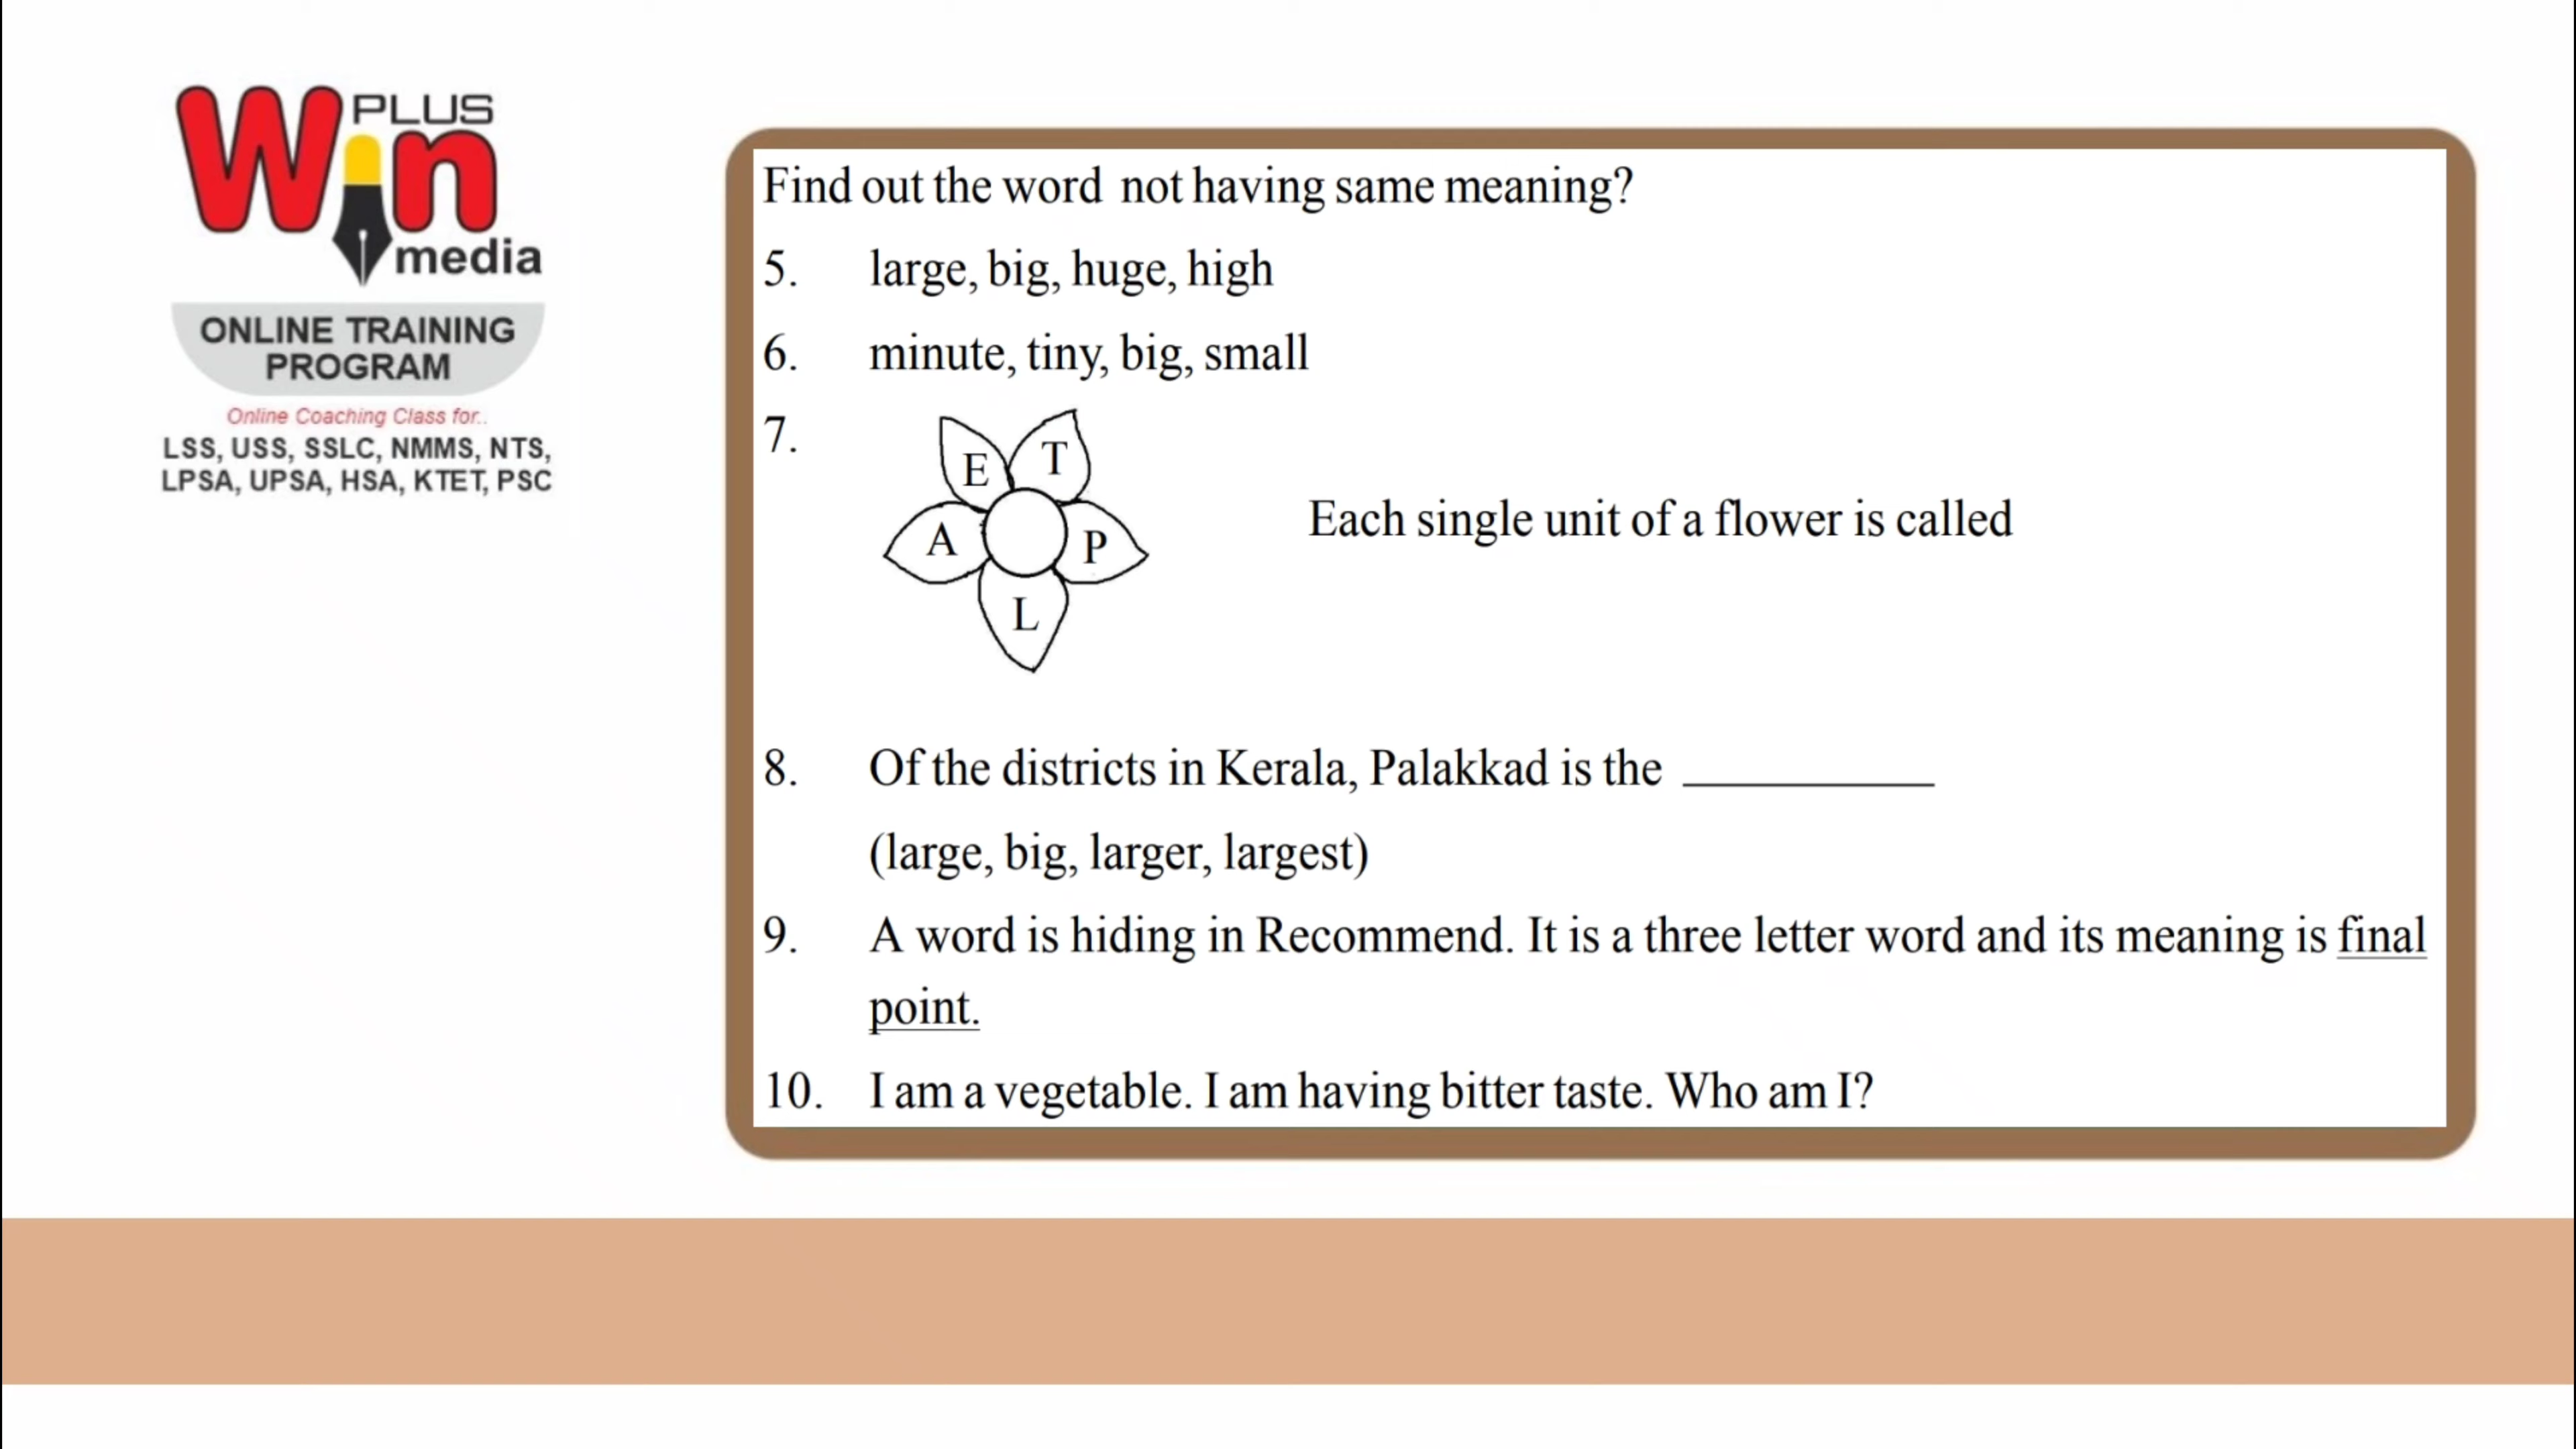 PLUS
Win
media
ONLINE TRAINING
PROGRAM
Online Coaching Class for..
LSS, USS, SSLC, NMMS, NTS,
LPSA, UPSA, HSA, KTET, PSC
Find out the word not having same meaning?
5. large, big, huge, high
6. minute, tiny, big, small
7.
E T
A P
L
Each single unit of a flower is called
8. Of the districts in Kerala, Palakkad is the ____________
(large, big, larger, largest)
9. A word is hiding in Recommend. It is a three letter word and its meaning is final
point.
10. I am a vegetable. I am having bitter taste. Who am I?